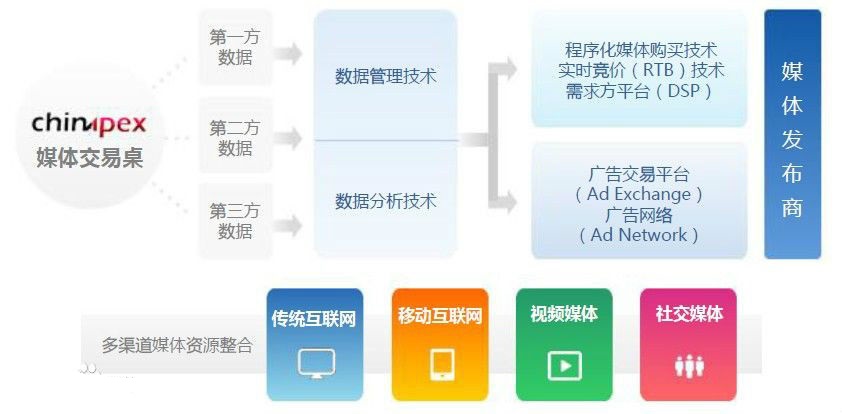 chinapex
媒体交易桌
第一方
数据
第二方
数据
第三方
数据
数据管理技术
数据分析技术
程序化媒体购买技术
实时竞价（RTB）技术
需求方平台（DSP）
广告交易平台
（Ad Exchange）
广告网络
（Ad Network）
媒体发布商
多渠道媒体资源整合
传统互联网
移动互联网
视频媒体
社交媒体